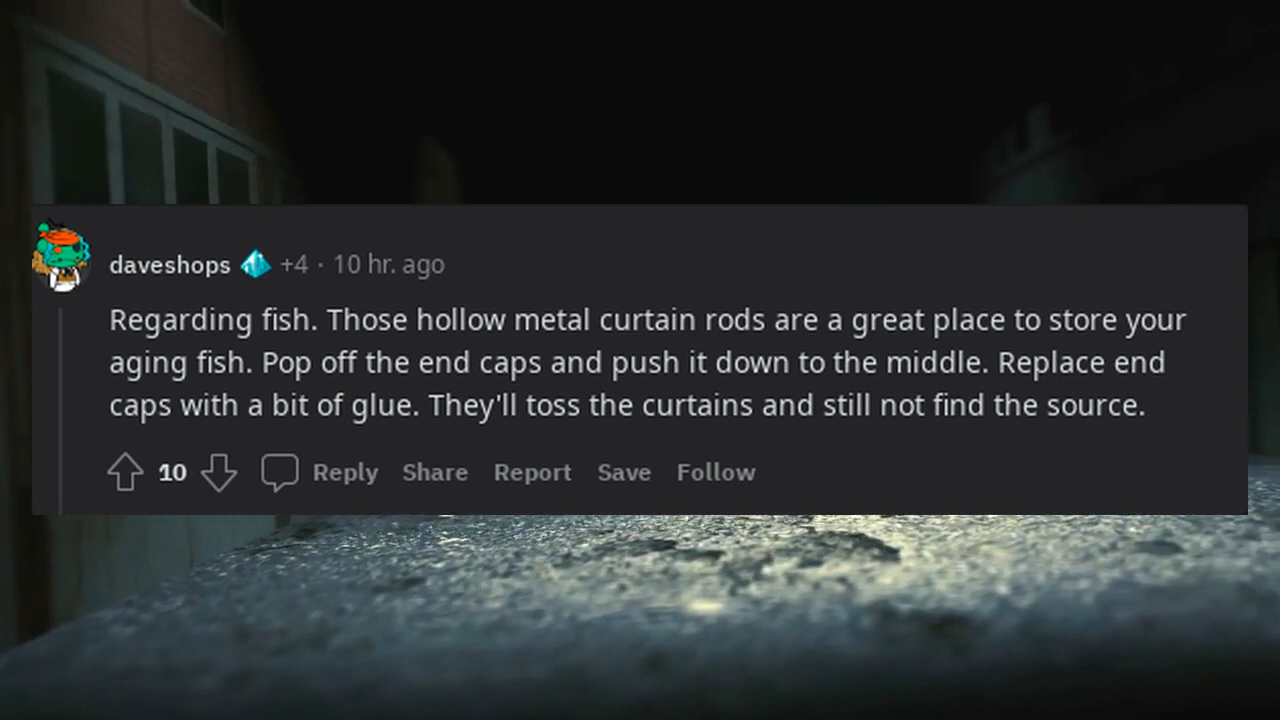 daveshops +4 · 10 hr. ago
Regarding fish. Those hollow metal curtain rods are a great place to store your
aging fish. Pop off the end caps and push it down to the middle. Replace end
caps with a bit of glue. They'll toss the curtains and still not find the source.
10 Reply Share Report Save Follow